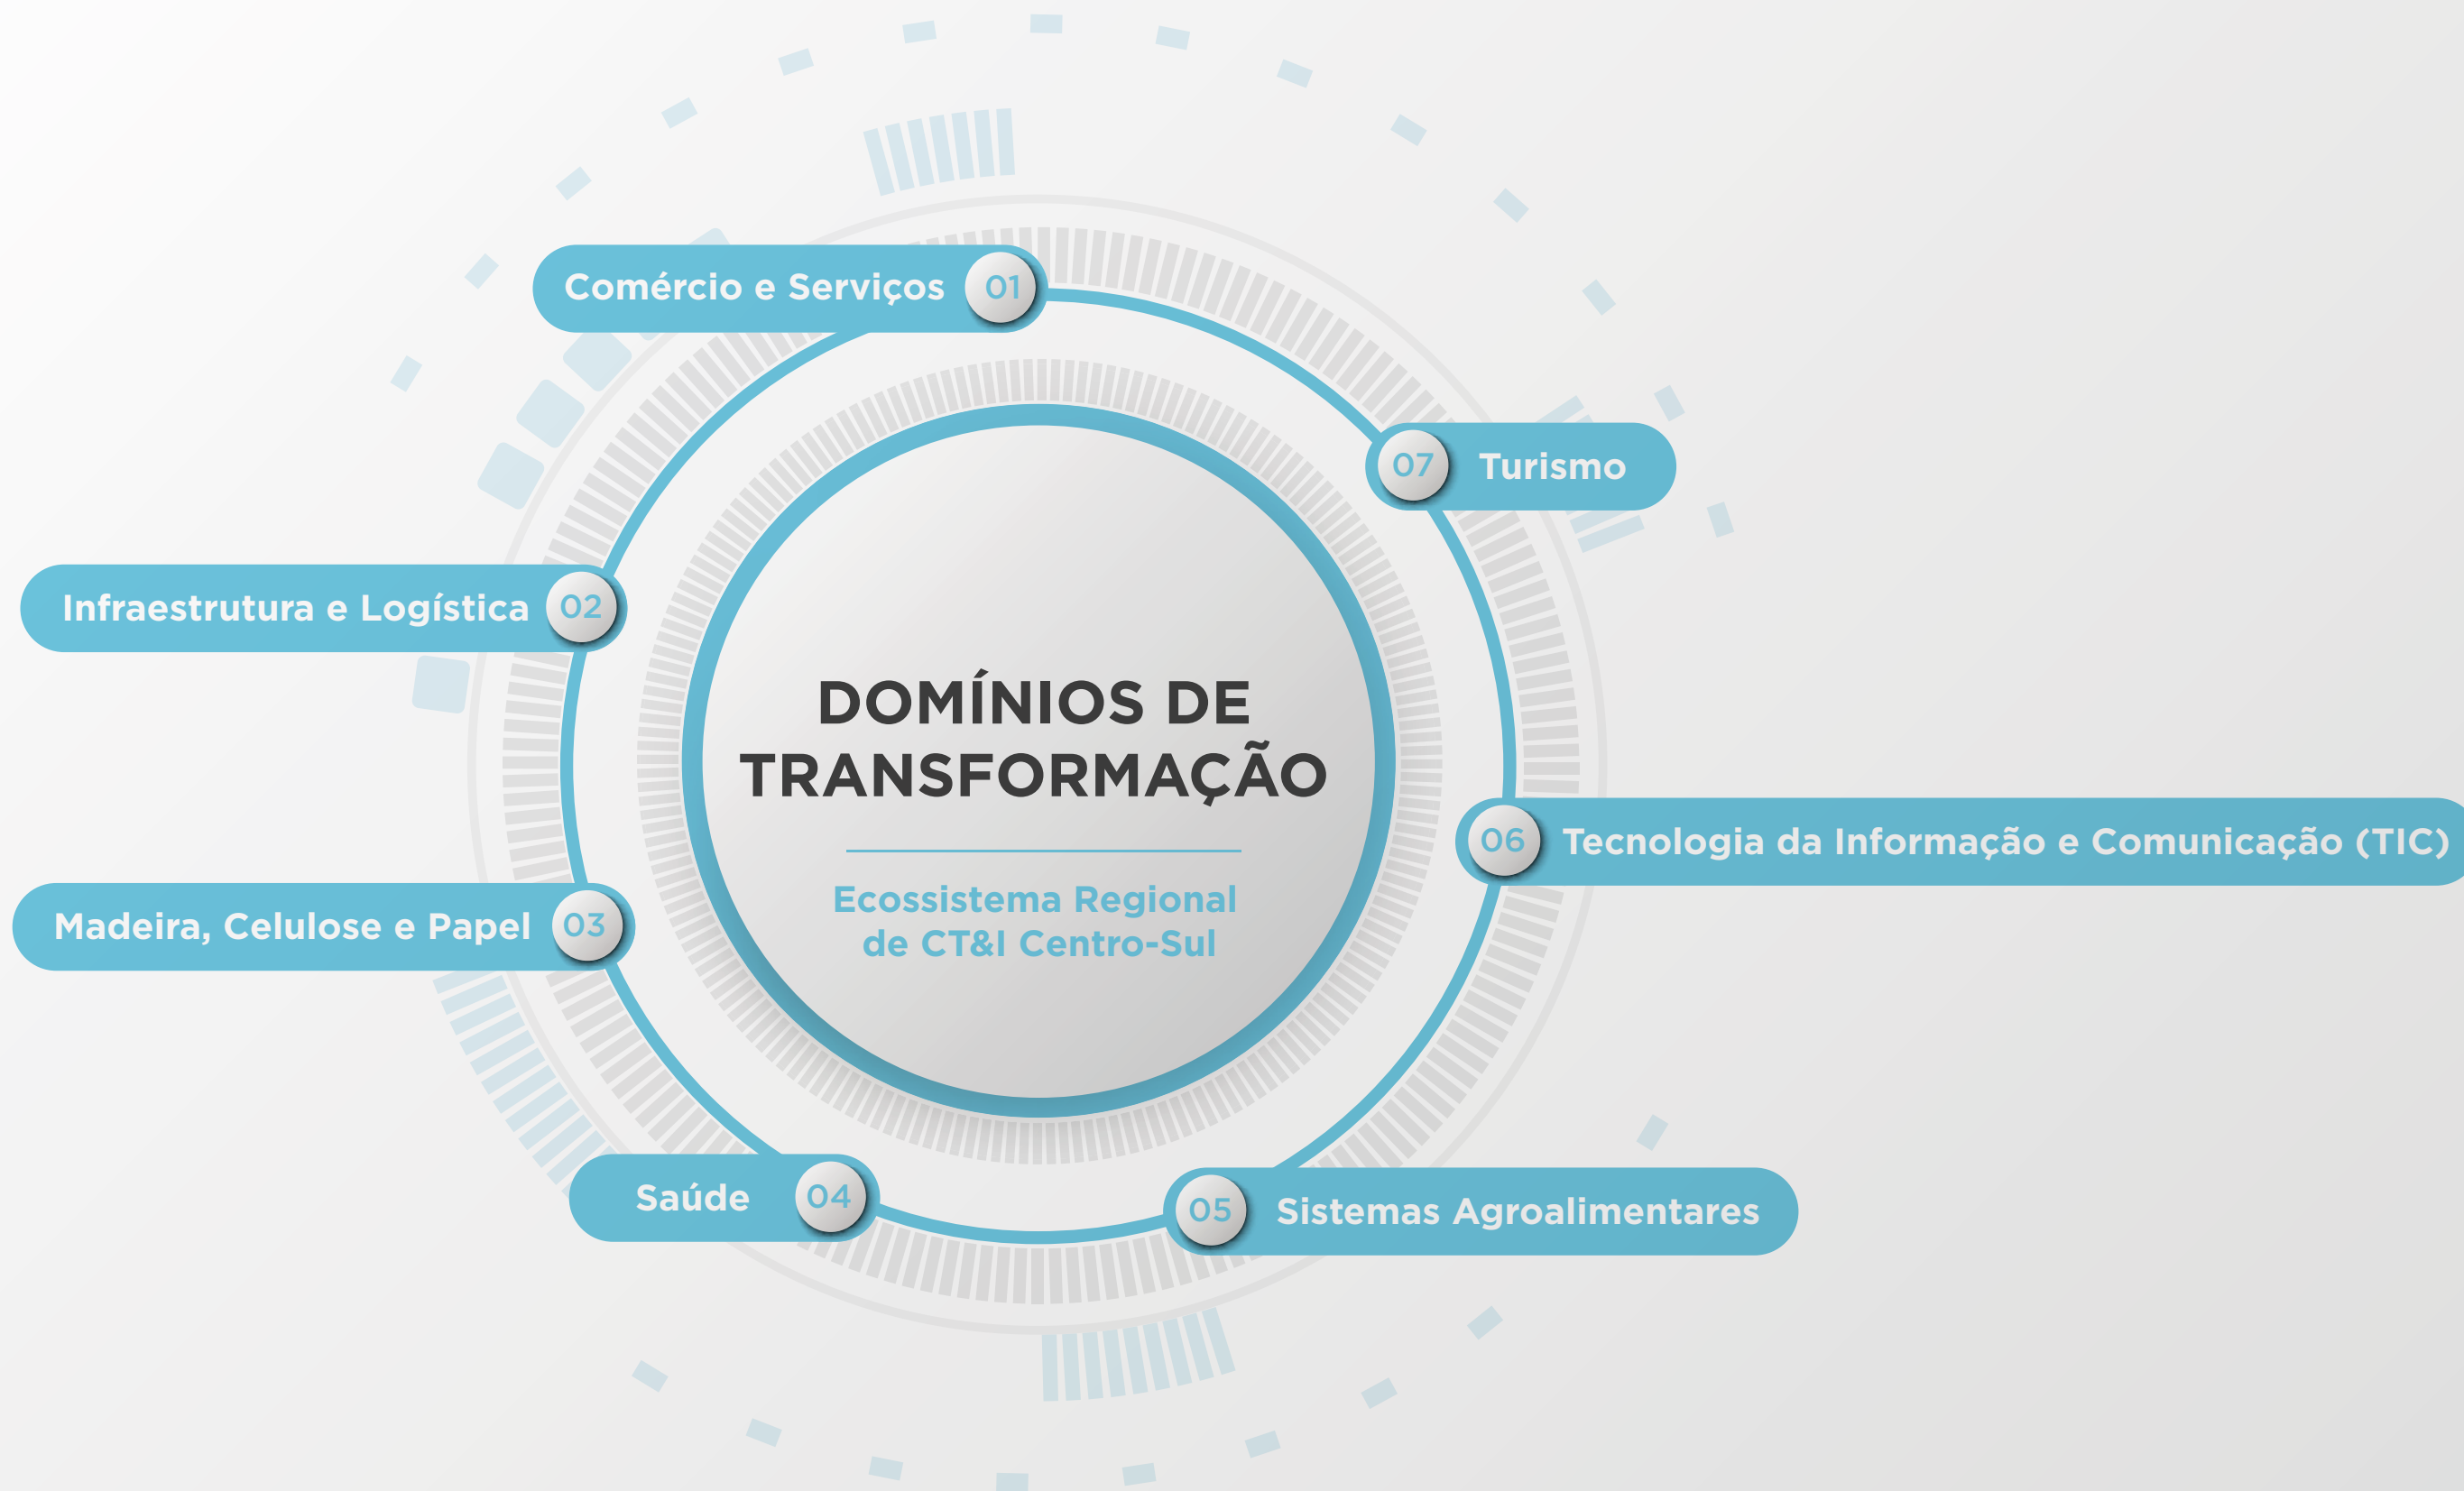 DOMÍNIOS DE
TRANSFORMAÇÃO
Ecossistema Regional
de CT&I Centro-Sul
Comércio e Serviços 01
Infraestrutura e Logística 02
Madeira, Celulose e Papel 03
Saúde 04
05 Sistemas Agroalimentares
06 Tecnologia da Informação e Comunicação (TIC)
07 Turismo